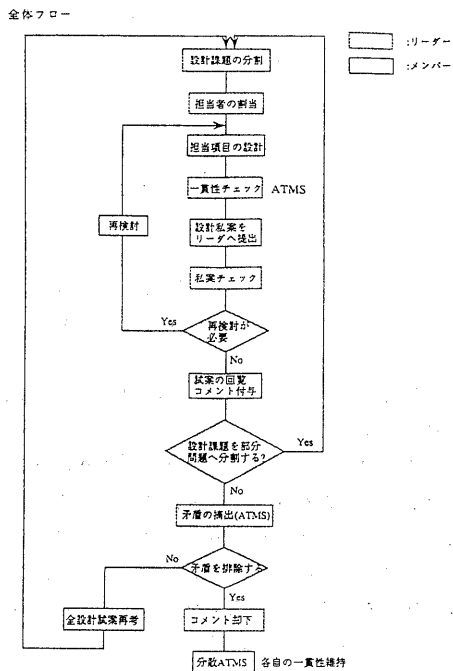 全体フロー
:リーダー
:メンバー
設計課題の分割
担当者の割当
担当項目の設計
一貫性チェック ATMS
再検討
設計私案を
リーダへ提出
私案チェック
Yes
再検討が
必要
No
試案の回覧
コメント付与
設計課題を部分
問題へ分割する?
Yes
No
矛盾の摘出(ATMS)
No
矛盾を排除する
Yes
全設計試案再考
コメント却下
分散ATMS 各自の一貫性維持